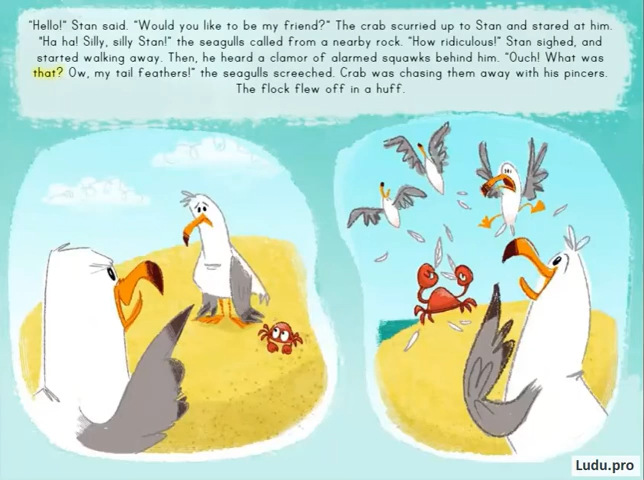 "Hello!" Stan said. "Would you like to be my friend?" The crab scurried up to Stan and stared at him.
"Ha ha! Silly, silly Stan!" the seagulls called from a nearby rock. "How ridiculous!" Stan sighed, and
started walking away. Then, he heard a clamor of alarmed squawks behind him. "Ouch! What was
that? Ow, my tail feathers!" the seagulls screeched. Crab was chasing them away with his pincers.
The flock flew off in a huff.
Ludu.pro